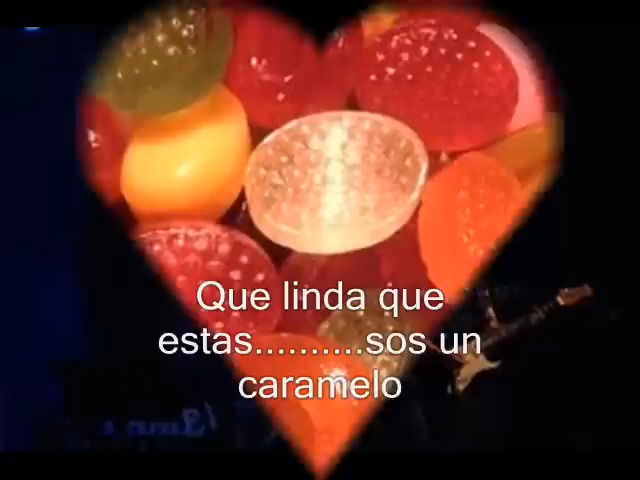 Que linda que
estas..........sos un
caramelo